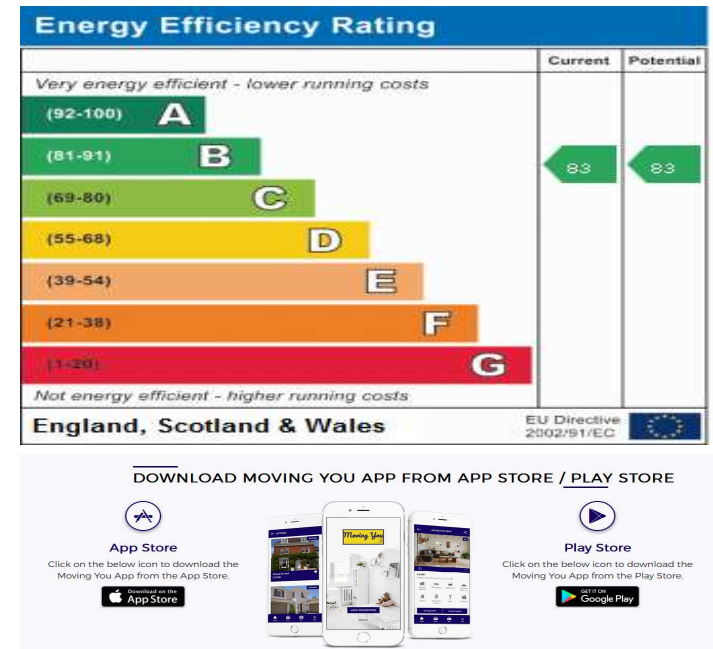 Energy Efficiency Rating
Current Potential
Very energy efficient - lower running costs
(92-100) A
(81-91) B
83 83
(69-80) C
(55-68) D
(39-54) E
(21-38) F
(1-20) G
Not energy efficient - higher running costs
England, Scotland & Wales
EU Directive
2002/91/EC
DOWNLOAD MOVING YOU APP FROM APP STORE / PLAY STORE
Moving You
App Store
Click on the below icon to download the
Moving You App from the App Store.
Download on the
App Store
VIEW PROPERTIES
Play Store
Click on the below icon to download the
Moving You App from the Play Store.
GET IT ON
Google Play